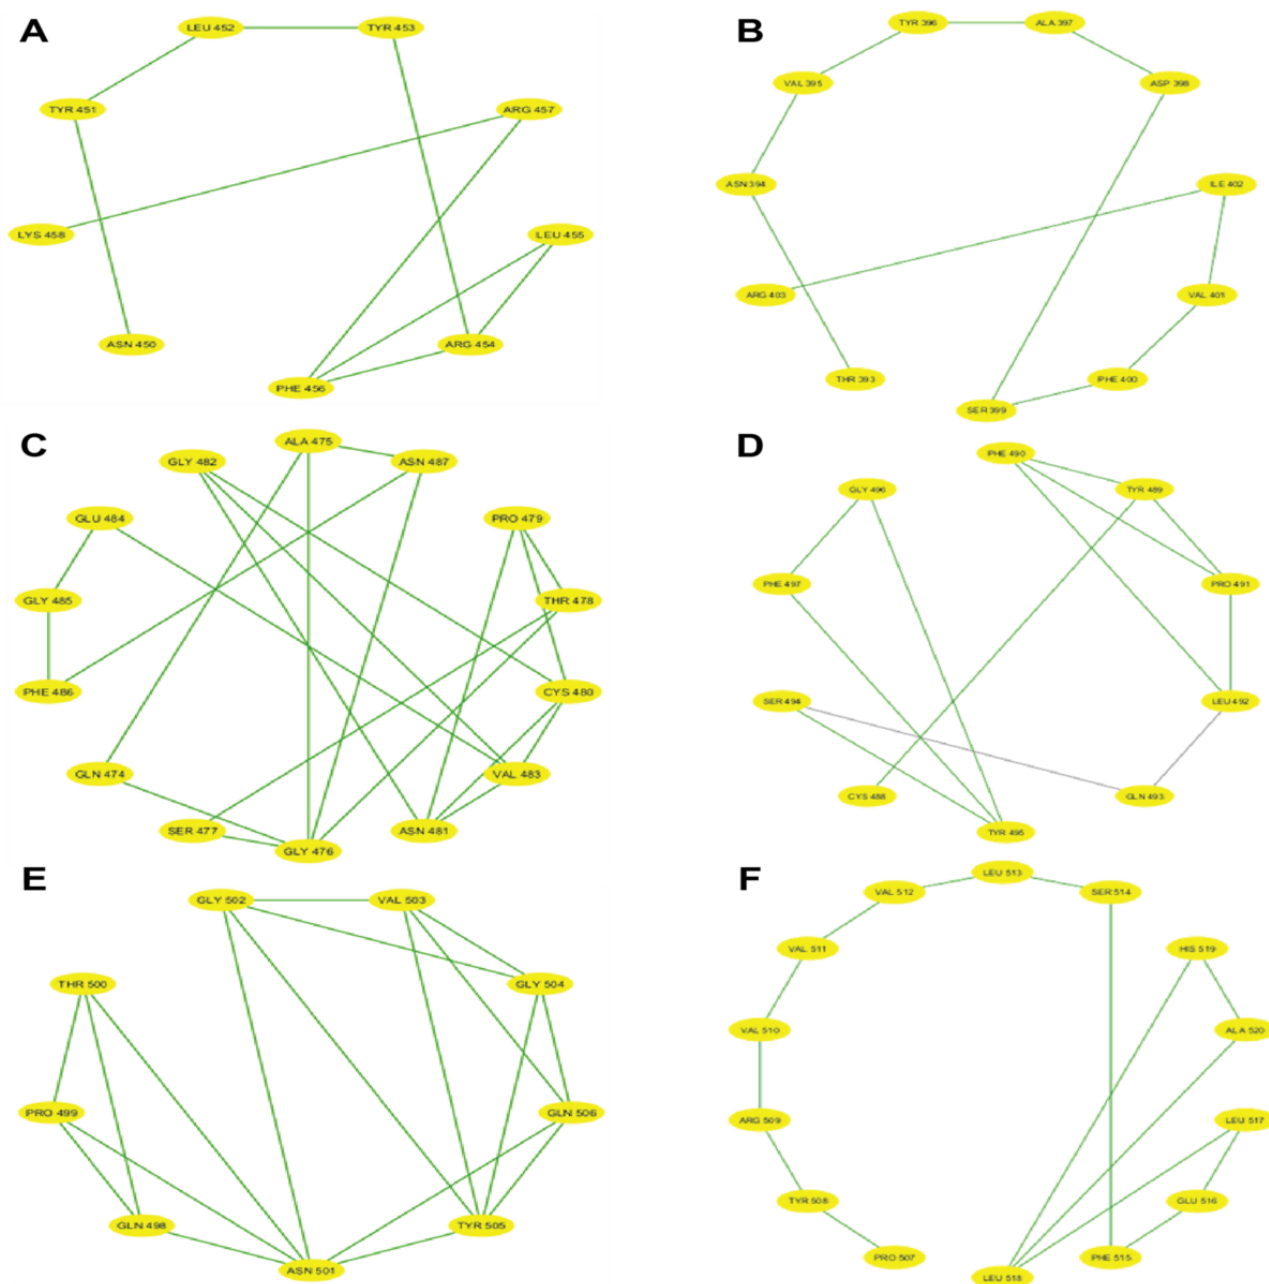 A
LEU 452
TYR 453
TYR 451
ARG 457
LYS 458
LEU 455
ASN 450
ARG 454
PHE 456
B
TYR 396
ALA 397
VAL 395
ASP 398
ASN 394
ILE 402
ARG 403
VAL 401
THR 393
PHE 400
SER 399
C
ALA 475
GLY 482
ASN 487
GLU 484
PRO 479
GLY 485
THR 478
PHE 486
CYS 480
GLN 474
VAL 483
SER 477
ASN 481
GLY 476
D
PHE 490
GLY 496
TYR 489
PHE 497
PRO 491
SER 494
LEU 492
CYS 488
GLN 493
TYR 495
E
GLY 502
VAL 503
THR 500
GLY 504
PRO 499
GLN 506
GLN 498
TYR 505
ASN 501
F
LEU 513
VAL 512
SER 514
VAL 511
HIS 519
VAL 510
ALA 520
ARG 509
LEU 517
TYR 508
GLU 516
PRO 507
PHE 515
LEU 518